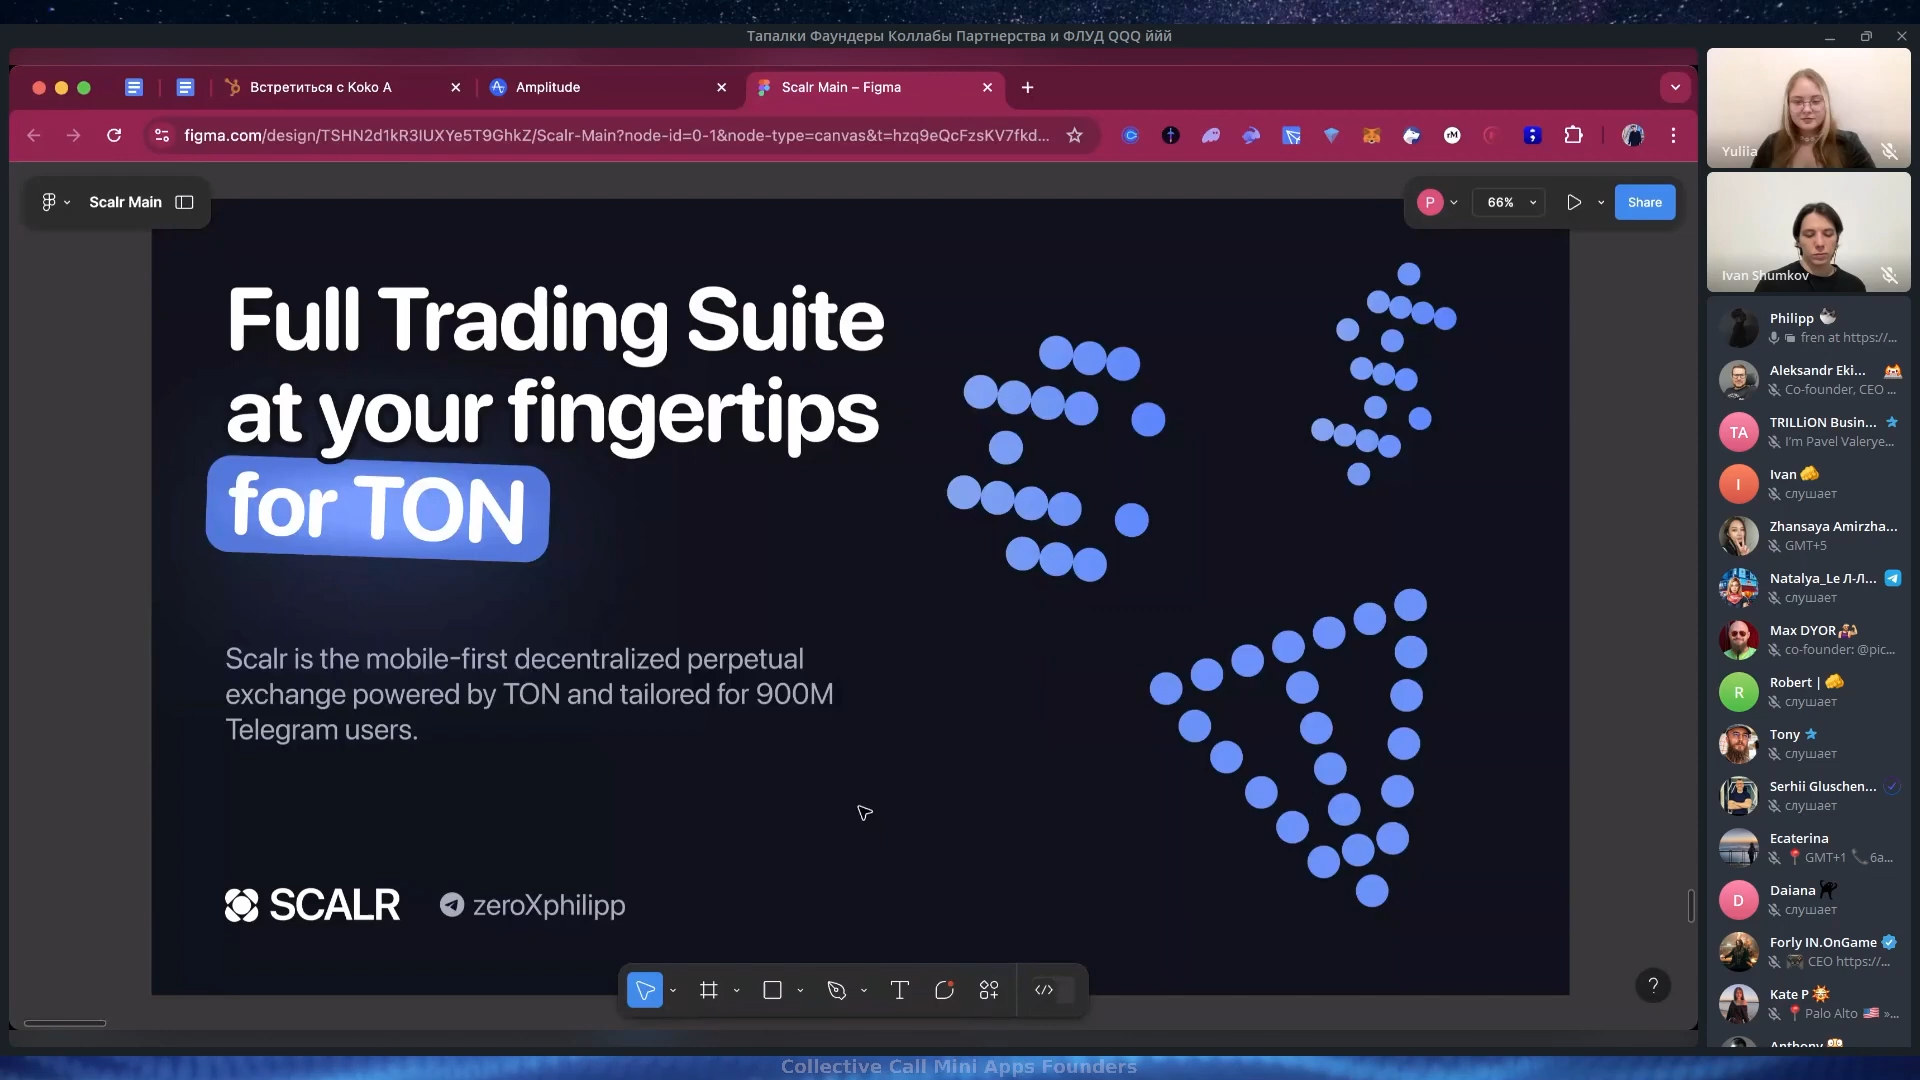 Тапалки Фаундеры Коллабы Партнерства и ФЛУД QQQ ййй
Встретиться с Koko A
Amplitude
Scalr Main – Figma
figma.com/design/TSHN2d1kR3IUXYe5T9GhkZ/Scalr-Main?node-id=0-1&node-type=canvas&t=hzq9eQcFzsKV7fkd...
Scalr Main
P
66%
Share
Full Trading Suite
at your fingertips
for TON
Scalr is the mobile-first decentralized perpetual
exchange powered by TON and tailored for 900M
Telegram users.
SCALR
zeroXphilipp
?
Yuliia
Ivan Shumkov
Philipp
fren at https://...
Aleksandr Eki...
Co-founder, CEO ...
TA
TRILLiON Busin...
I'm Pavel Valerye...
I
Ivan
слушает
Zhansaya Amirzha...
GMT+5
Natalya_Le Л-Л...
слушает
Max DYOR
co-founder: @pic...
R
Robert |
слушает
Tony
слушает
Serhii Gluschen...
слушает
Ecaterina
GMT+1 6a...
D
Daiana
слушает
Forly IN.OnGame
CEO https://...
Kate P
Palo Alto »...
Anthony
Collective Call Mini Apps Founders